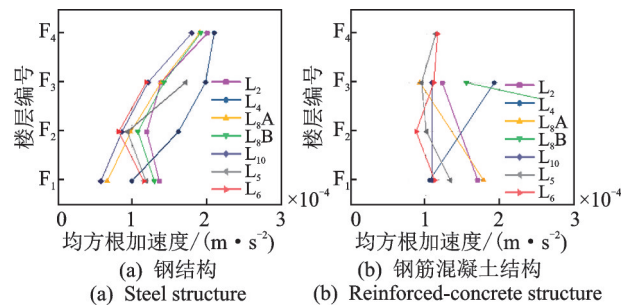 楼层编号
F₄
F₃
F₂
F₁
L₂
L₄
L₈A
L₈B
L₁₀
L₅
L₆
0 1 2 3
×10⁻⁴
均方根加速度/(m·s⁻²)
(a) 钢结构
(a) Steel structure
楼层编号
F₄
F₃
F₂
F₁
L₂
L₄
L₈A
L₈B
L₁₀
L₅
L₆
0 1 2 3
×10⁻⁴
均方根加速度/(m·s⁻²)
(b) 钢筋混凝土结构
(b) Reinforced-concrete structure